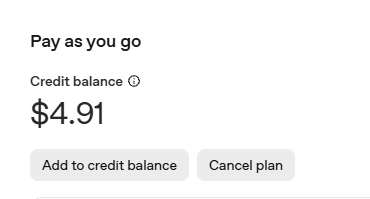 Pay as you go
Credit balance
$4.91
Add to credit balance Cancel plan